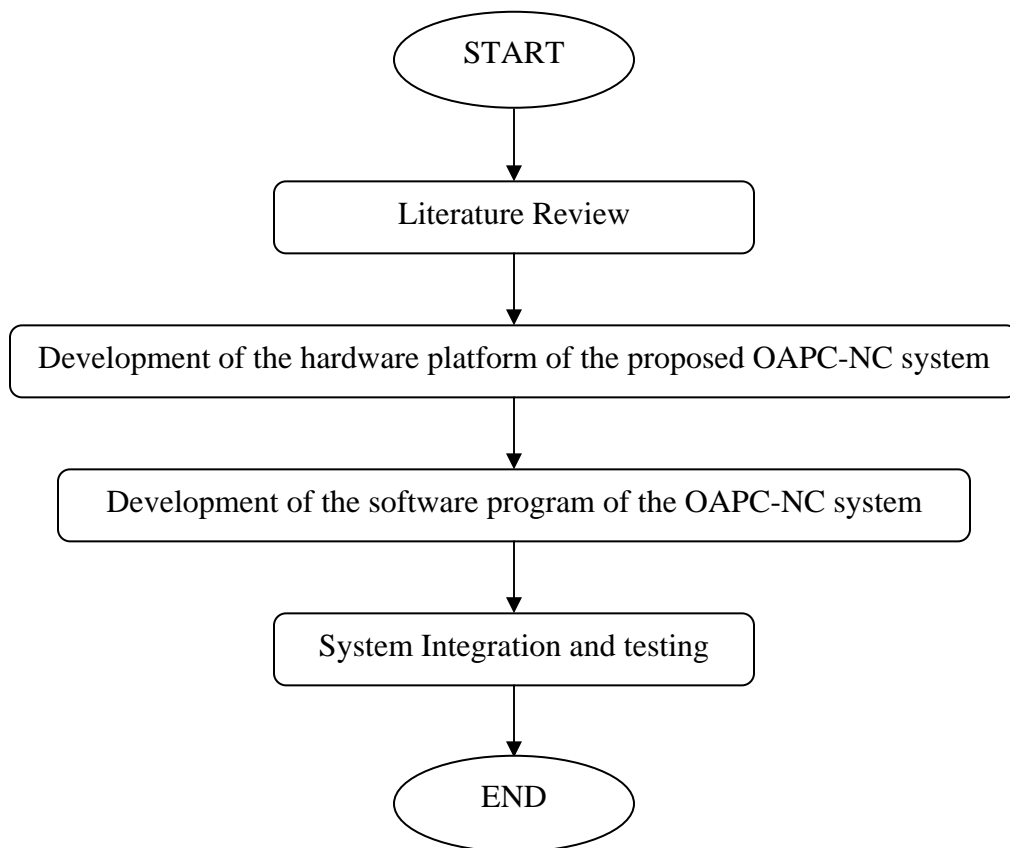 START
Literature Review
Development of the hardware platform of the proposed OAPC-NC system
Development of the software program of the OAPC-NC system
System Integration and testing
END